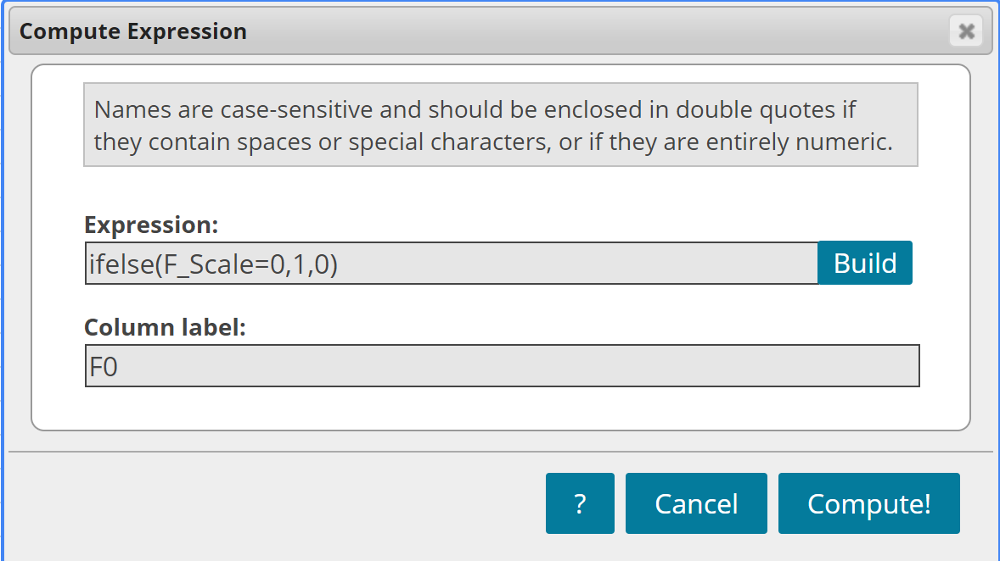 Compute Expression
Names are case-sensitive and should be enclosed in double quotes if
they contain spaces or special characters, or if they are entirely numeric.
Expression:
ifelse(F_Scale=0,1,0)
Build
Column label:
F0
?
Cancel
Compute!